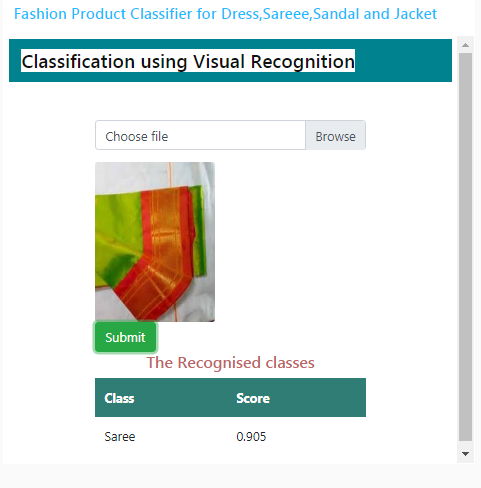 Fashion Product Classifier for Dress,Sareee,Sandal and Jacket
Classification using Visual Recognition
Choose file Browse
Submit
The Recognised classes
Class Score
Saree 0.905